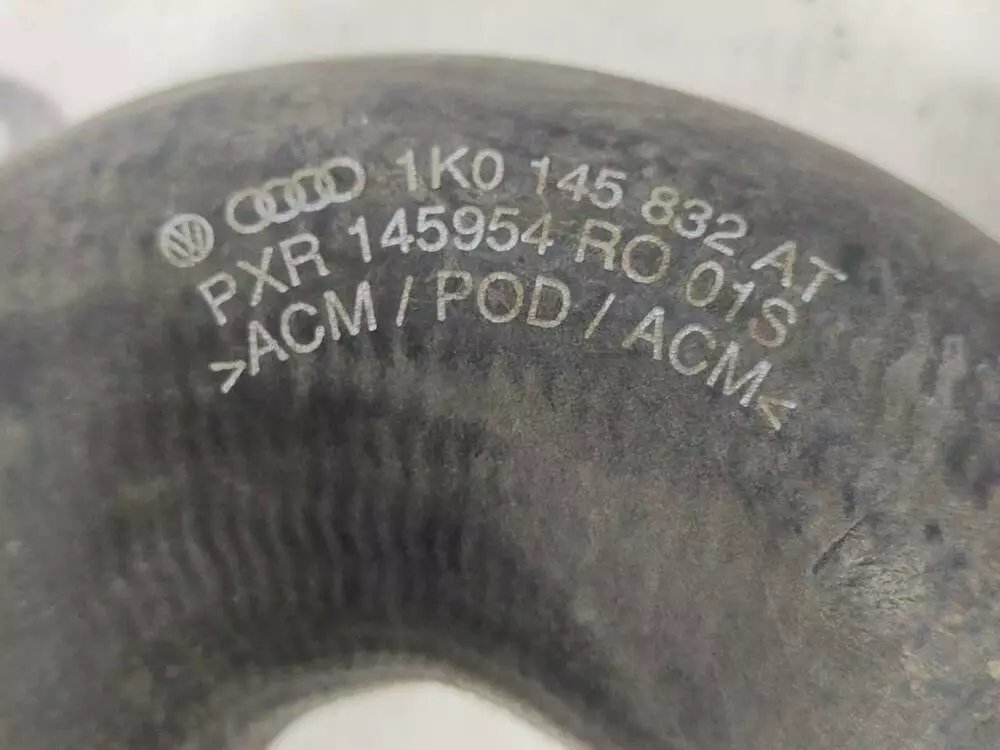 1K0 145 832 AT
PXR 145954 RO 01S
>ACM / POD / ACM<